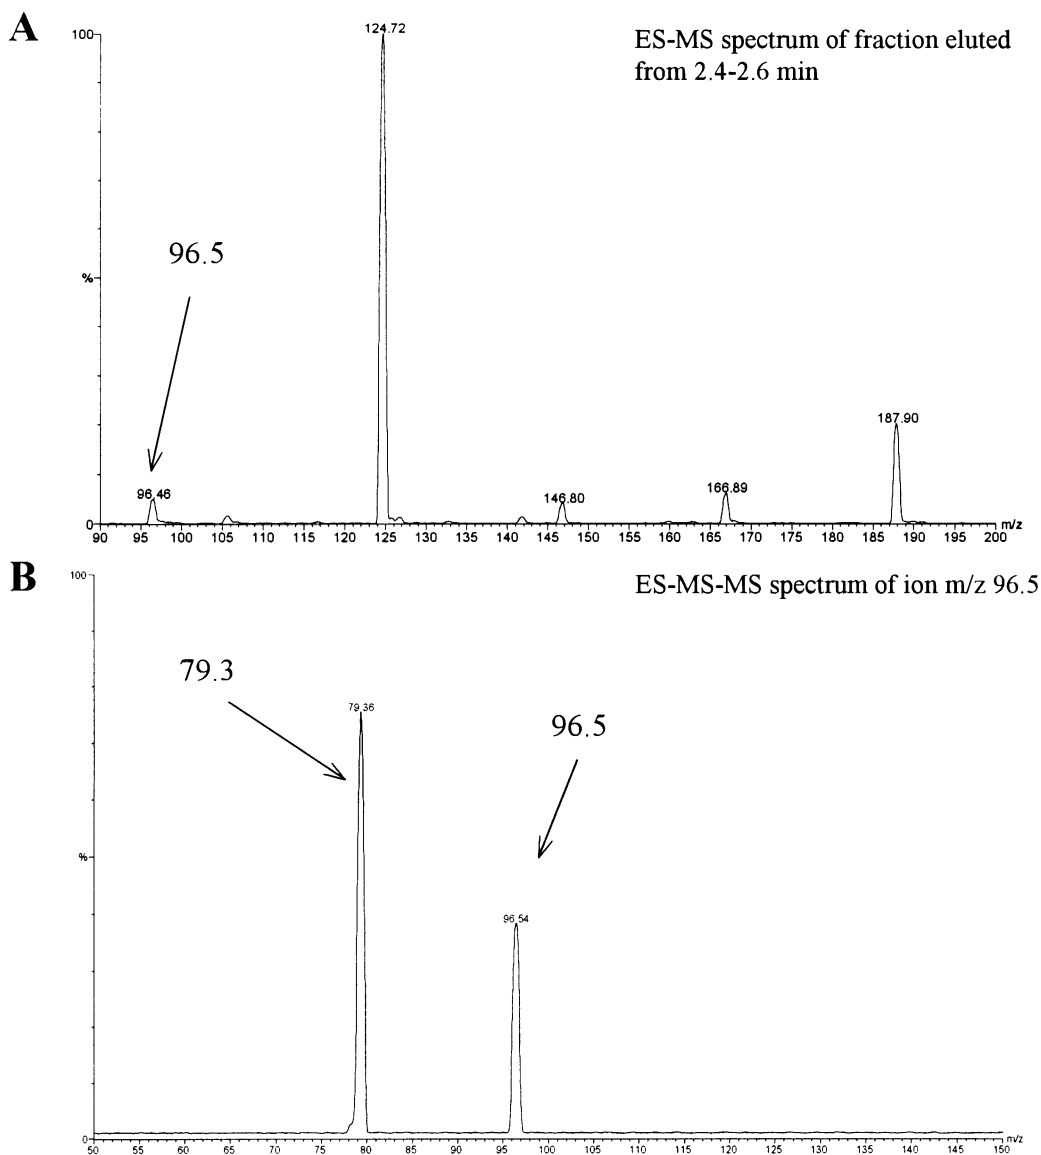 A
ES-MS spectrum of fraction eluted
from 2.4-2.6 min
100
%
0
124.72
96.5
96.46
146.80
166.89
187.90
90 95 100 105 110 115 120 125 130 135 140 145 150 155 160 165 170 175 180 185 190 195 200 m/z
B
ES-MS-MS spectrum of ion m/z 96.5
100
%
0
79.3
79.36
96.5
96.54
50 55 60 65 70 75 80 85 90 95 100 105 110 115 120 125 130 135 140 145 150 m/z